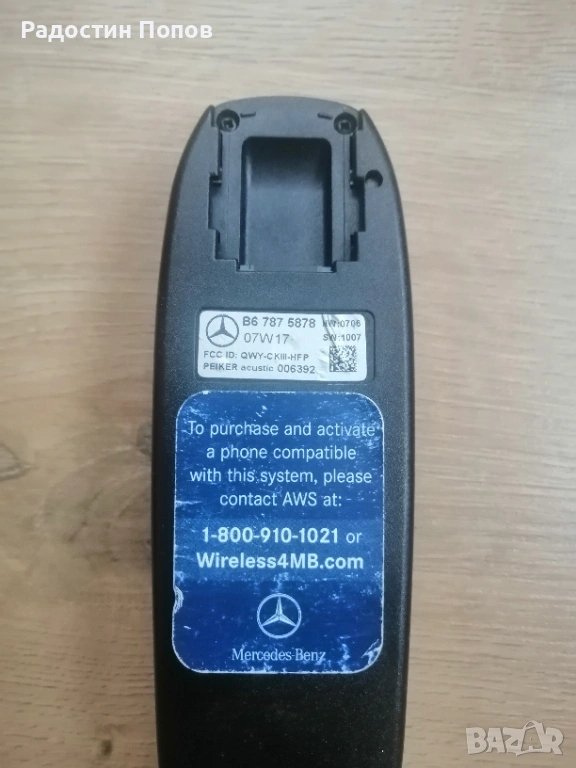 Радостин Попов
B6 787 5878
HW:0706
07W17
SW:1007
FCC ID: QWY-CKIII-HFP
PEIKER acustic 006392
To purchase and activate
a phone compatible
with this system, please
contact AWS at:
1-800-910-1021 or
Wireless4MB.com
Mercedes-Benz
BAZAR